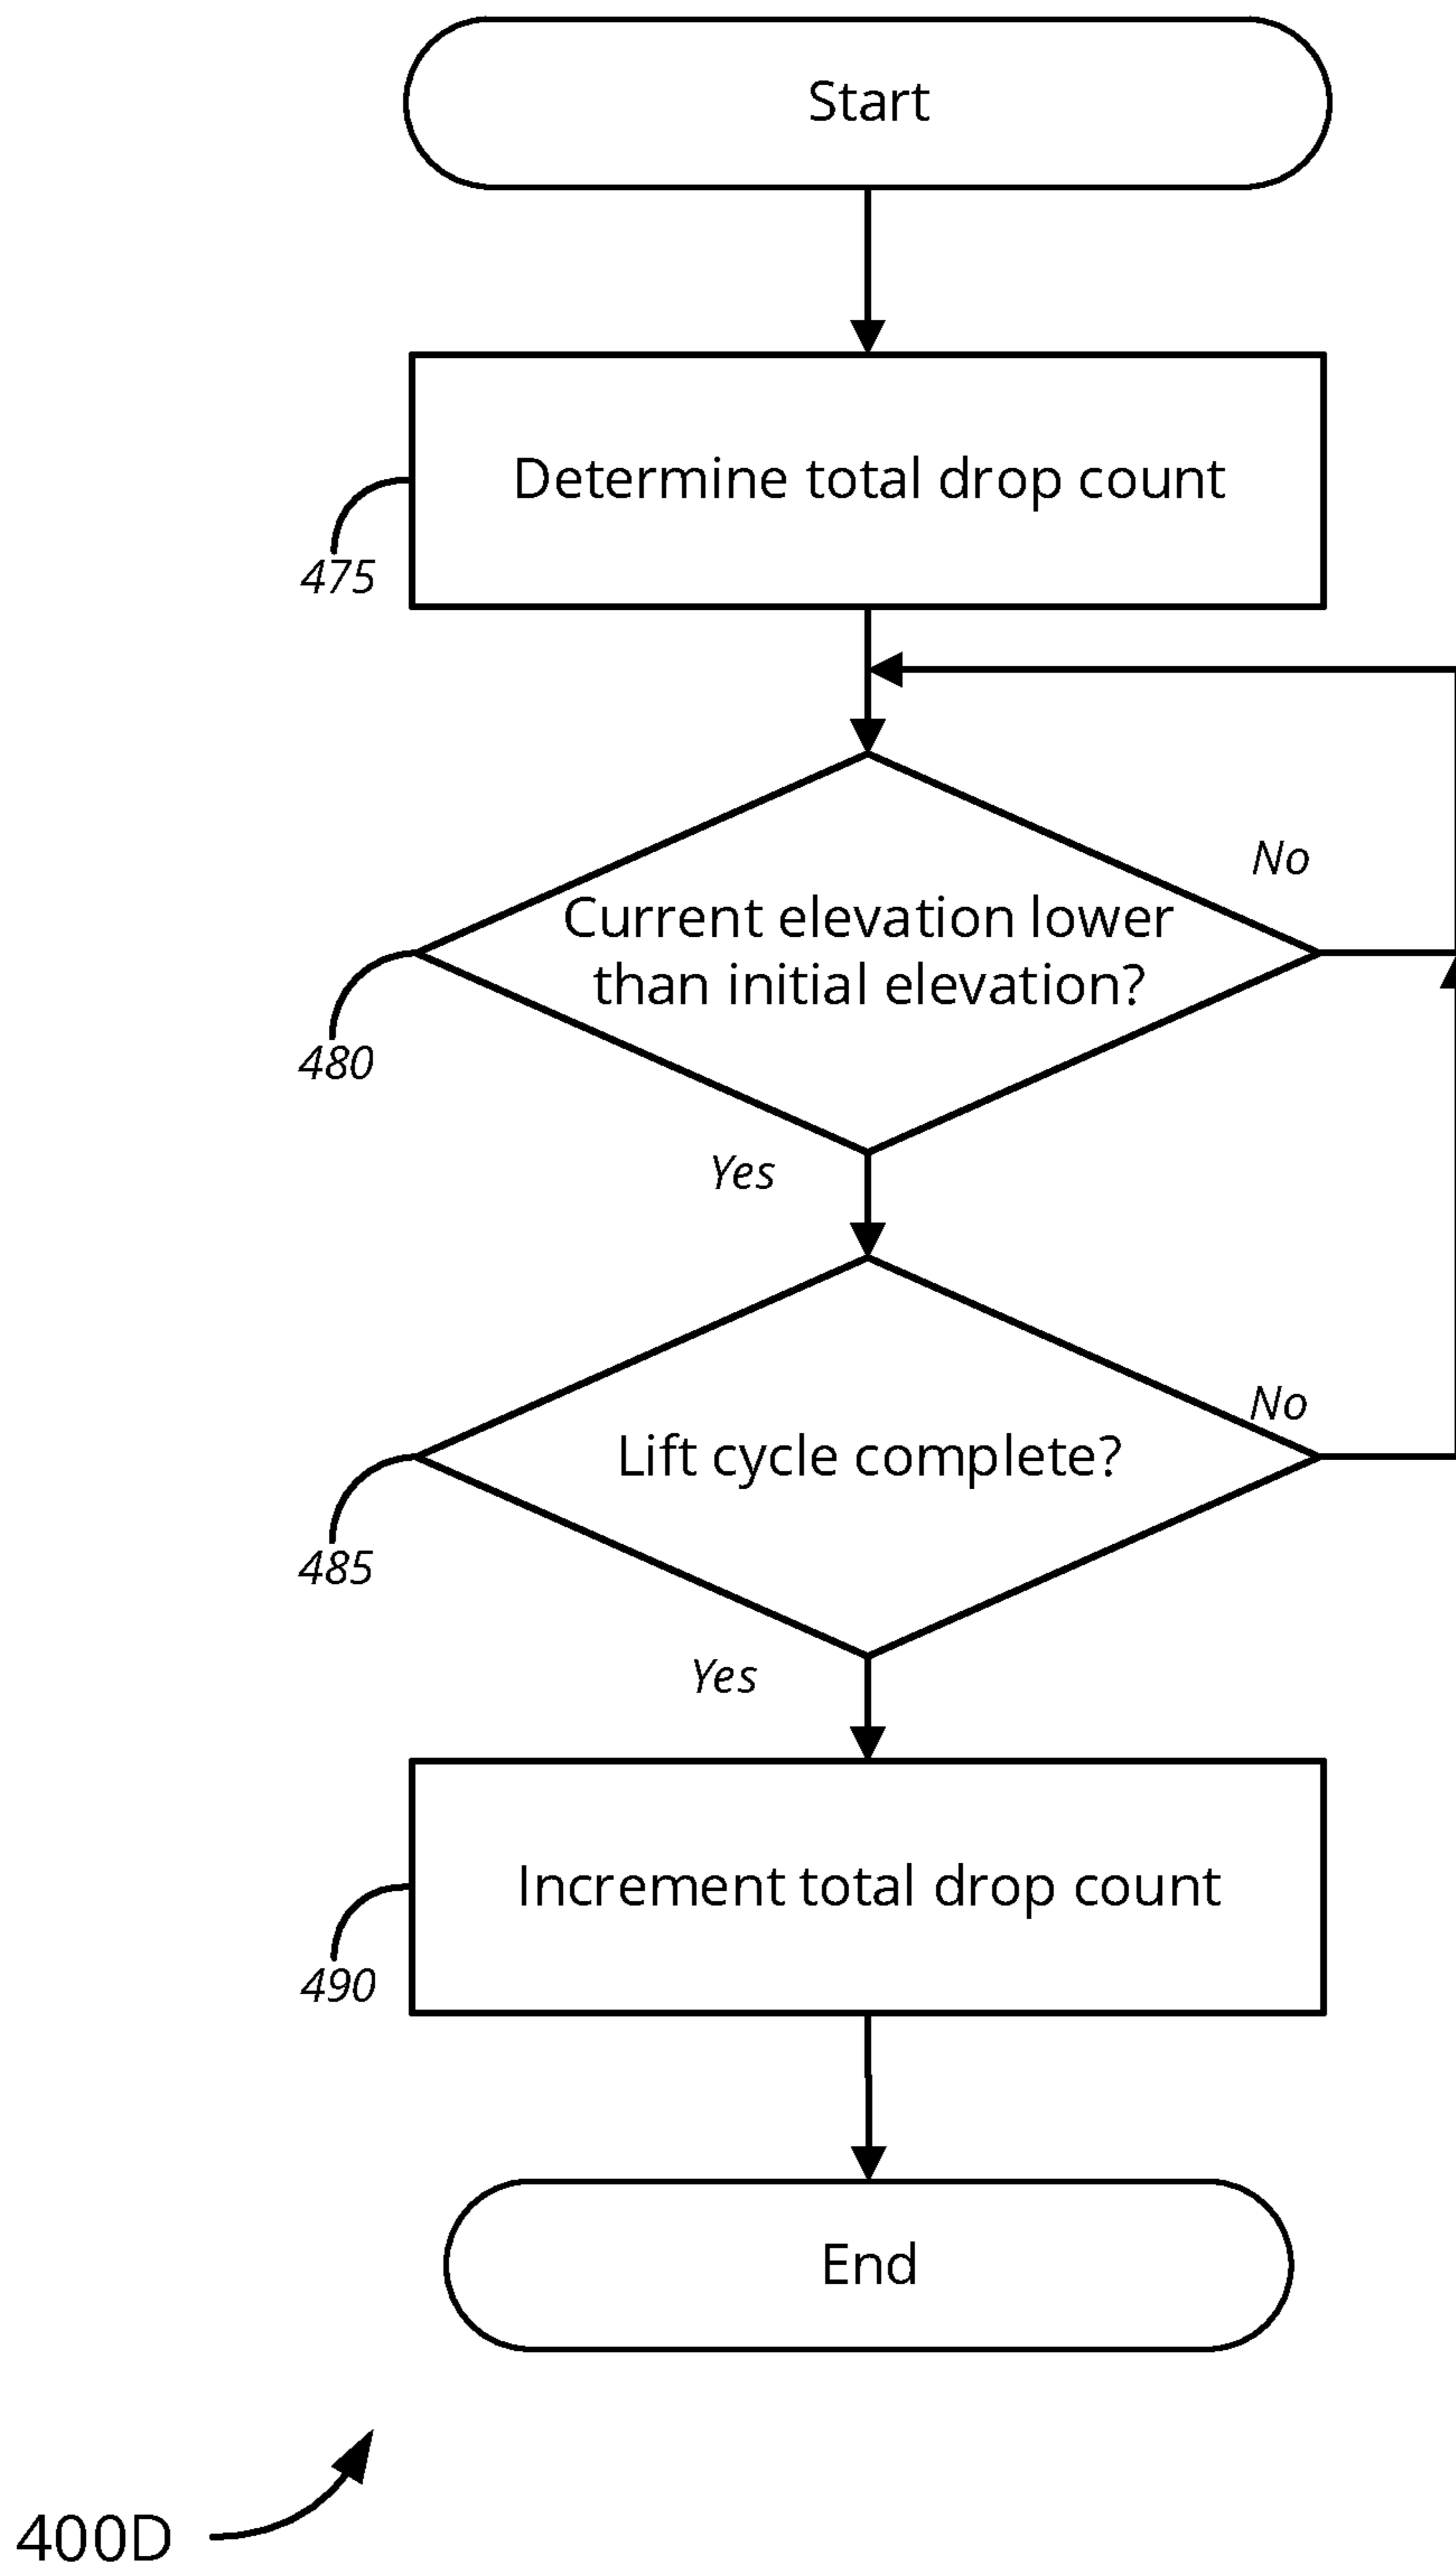 Start
Determine total drop count
475
No
Current elevation lower
than initial elevation?
480
Yes
No
Lift cycle complete?
485
Yes
Increment total drop count
490
End
400D